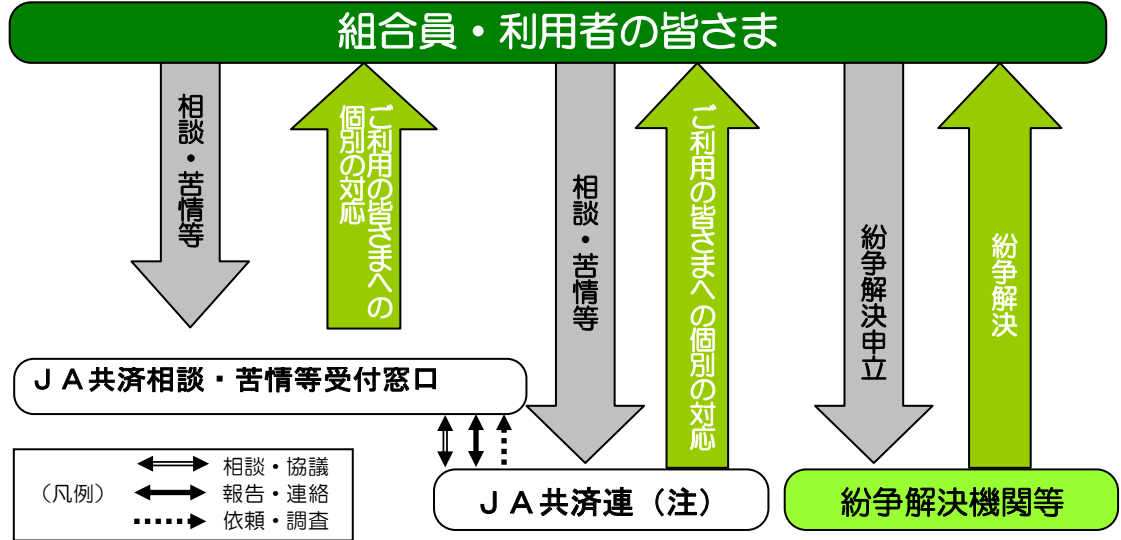 組合員・利用者の皆さま
相談・苦情等
ご利用の皆さまへの
個別の対応
相談・苦情等
ご利用の皆さまへの個別の対応
紛争解決申立
紛争解決
ＪＡ共済相談・苦情等受付窓口
ＪＡ共済連（注）
紛争解決機関等
（凡例）
相談・協議
報告・連絡
依頼・調査